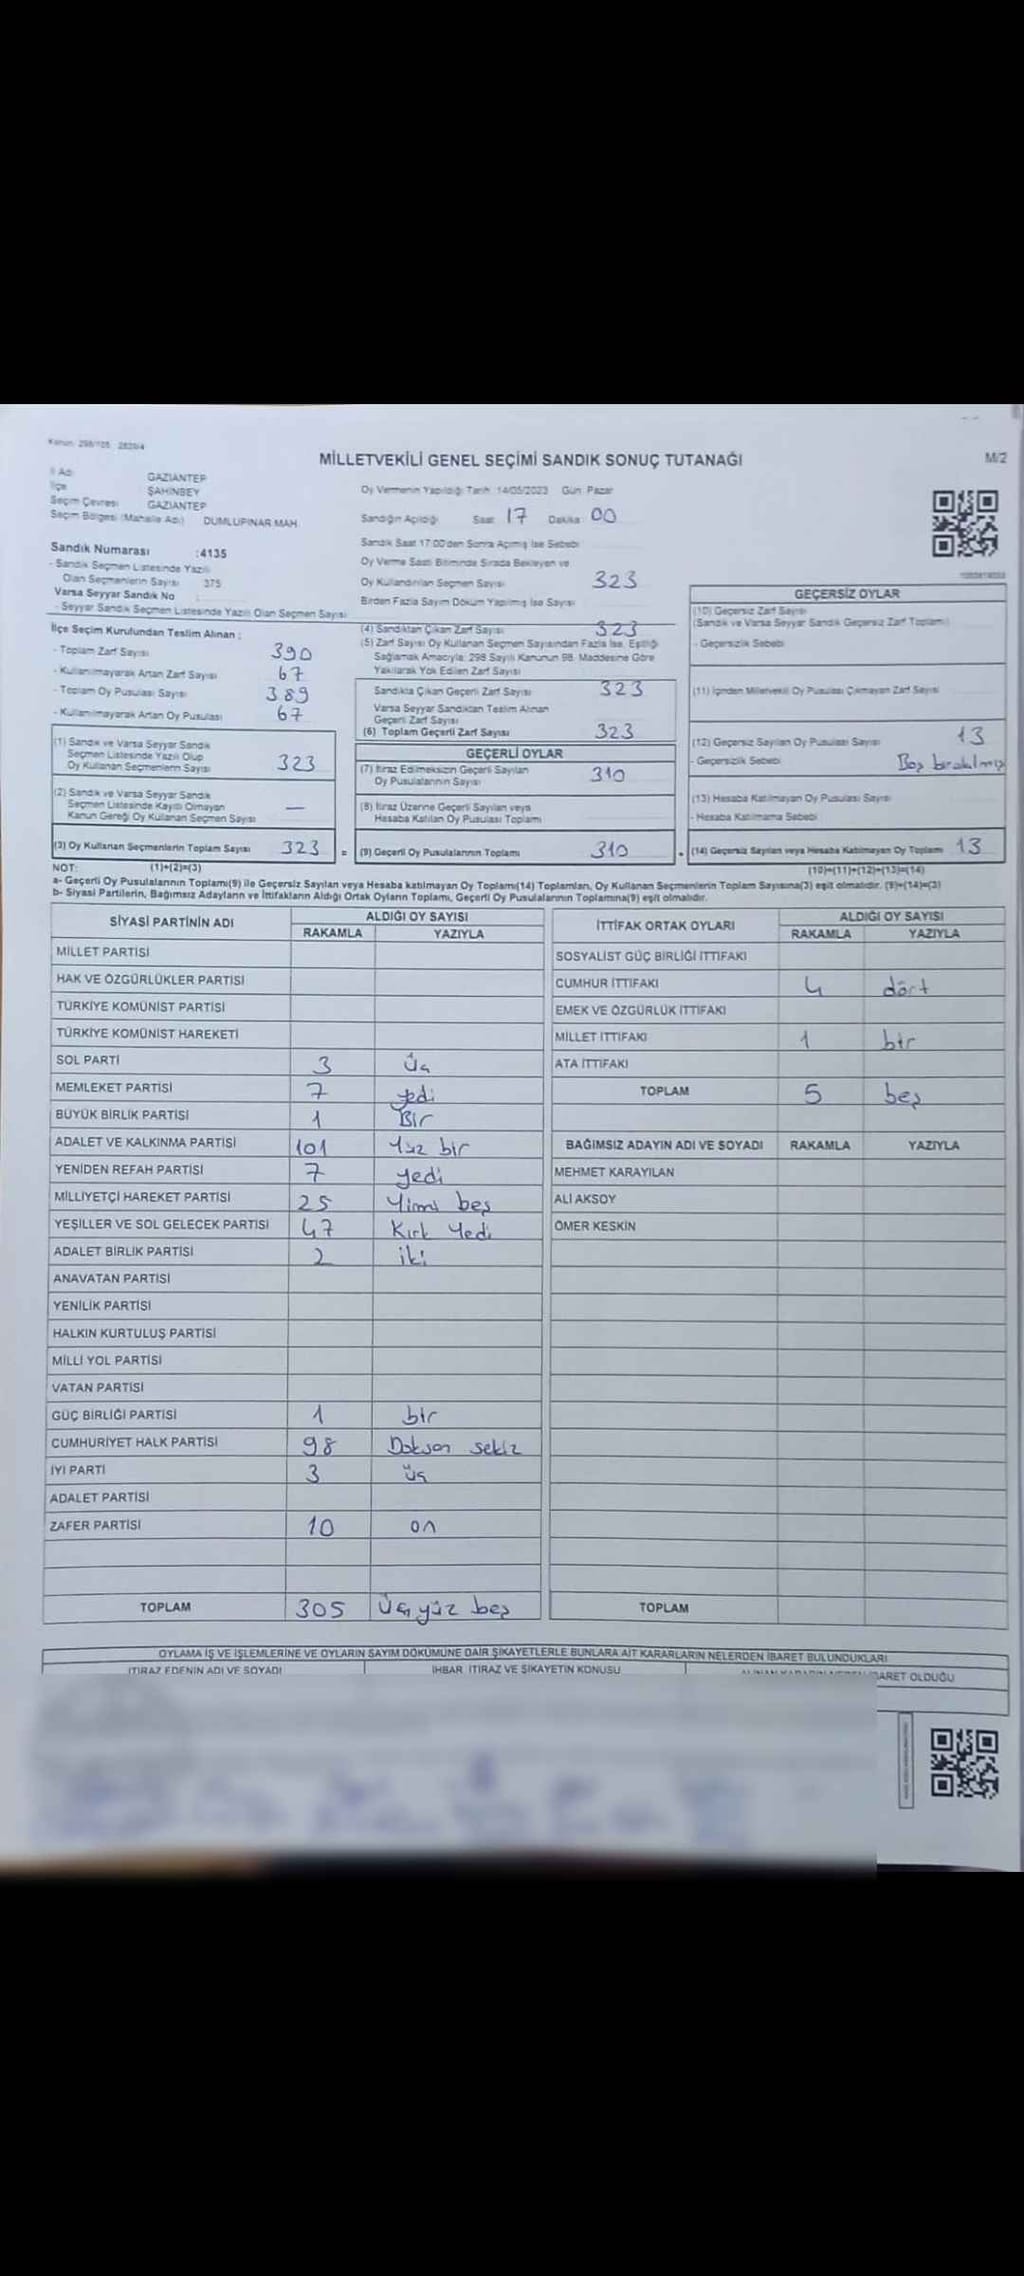 Kanun: 298/105 2839/4
MİLLETVEKİLİ GENEL SEÇİMİ SANDIK SONUÇ TUTANAĞI
M/2
İl Adı GAZİANTEP
İlçe ŞAHİNBEY
Seçim Çevresi GAZİANTEP
Seçim Bölgesi (Mahalle Adı) DUMLUPINAR MAH.
Oy Vermenin Yapıldığı Tarih: 14/05/2023 Gün: Pazar
Sandığın Açıldığı Saat 17 Dakika 00
Sandık Saat 17:00'den Sonra Açılmış İse Sebebi
Oy Verme Saati Bitiminde Sırada Bekleyen ve
Oy Kullandırılan Seçmen Sayısı 323
Birden Fazla Sayım Döküm Yapılmış İse Sayısı
Sandık Numarası :4135
- Sandık Seçmen Listesinde Yazılı
Olan Seçmenlerin Sayısı 375
Varsa Seyyar Sandık No
- Seyyar Sandık Seçmen Listesinde Yazılı Olan Seçmen Sayısı
İlçe Seçim Kurulundan Teslim Alınan :
- Toplam Zarf Sayısı 390
- Kullanılmayarak Artan Zarf Sayısı 67
- Toplam Oy Pusulası Sayısı 389
- Kullanılmayarak Artan Oy Pusulası 67
(1) Sandık ve Varsa Seyyar Sandık
Seçmen Listesinde Yazılı Olup
Oy Kullanan Seçmenlerin Sayısı 323
(2) Sandık ve Varsa Seyyar Sandık
Seçmen Listesinde Kayıtlı Olmayan
Kanun Gereği Oy Kullanan Seçmen Sayısı —
(3) Oy Kullanan Seçmenlerin Toplam Sayısı 323 =
(4) Sandıktan Çıkan Zarf Sayısı 323
(5) Zarf Sayısı Oy Kullanan Seçmen Sayısından Fazla İse, Eşitliği
Sağlamak Amacıyla; 298 Sayılı Kanunun 98. Maddesine Göre
Yakılarak Yok Edilen Zarf Sayısı
Sandıkta Çıkan Geçerli Zarf Sayısı 323
Varsa Seyyar Sandıktan Teslim Alınan
Geçerli Zarf Sayısı
(6) Toplam Geçerli Zarf Sayısı 323
GEÇERLİ OYLAR
(7) İtiraz Edilmeksizin Geçerli Sayılan
Oy Pusulalarının Sayısı 310
(8) İtiraz Üzerine Geçerli Sayılan veya
Hesaba Katılan Oy Pusulası Toplamı
(9) Geçerli Oy Pusulalarının Toplamı 310
GEÇERSİZ OYLAR
(10) Geçersiz Zarf Sayısı
(Sandık ve Varsa Seyyar Sandık Geçersiz Zarf Toplamı)
- Geçersizlik Sebebi
(11) İçinden Milletvekili Oy Pusulası Çıkmayan Zarf Sayısı
(12) Geçersiz Sayılan Oy Pusulası Sayısı 13
- Geçersizlik Sebebi Boş bırakılmış
(13) Hesaba Katılmayan Oy Pusulası Sayısı
- Hesaba Katılmama Sebebi
(14) Geçersiz Sayılan veya Hesaba Katılmayan Oy Toplamı 13
NOT: (1)+(2)=(3) (10)+(11)+(12)+(13)=(14)
a- Geçerli Oy Pusulalarının Toplamı(9) ile Geçersiz Sayılan veya Hesaba katılmayan Oy Toplamı(14) Toplamları, Oy Kullanan Seçmenlerin Toplam Sayısına(3) eşit olmalıdır. (9)+(14)=(3)
b- Siyasi Partilerin, Bağımsız Adayların ve İttifakların Aldığı Ortak Oyların Toplamı, Geçerli Oy Pusulalarının Toplamına(9) eşit olmalıdır.
SİYASİ PARTİNİN ADI ALDIĞI OY SAYISI
RAKAMLA YAZIYLA
MİLLET PARTİSİ
HAK VE ÖZGÜRLÜKLER PARTİSİ
TÜRKİYE KOMÜNİST PARTİSİ
TÜRKİYE KOMÜNİST HAREKETİ
SOL PARTİ 3 üç
MEMLEKET PARTİSİ 7 yedi
BÜYÜK BİRLİK PARTİSİ 1 Bir
ADALET VE KALKINMA PARTİSİ 101 Yüz bir
YENİDEN REFAH PARTİSİ 7 yedi
MİLLİYETÇİ HAREKET PARTİSİ 25 Yirmi beş
YEŞİLLER VE SOL GELECEK PARTİSİ 47 Kırk Yedi
ADALET BİRLİK PARTİSİ 2 iki
ANAVATAN PARTİSİ
YENİLİK PARTİSİ
HALKIN KURTULUŞ PARTİSİ
MİLLİ YOL PARTİSİ
VATAN PARTİSİ
GÜÇ BİRLİĞİ PARTİSİ 1 bir
CUMHURİYET HALK PARTİSİ 98 Doksan sekiz
İYİ PARTİ 3 üç
ADALET PARTİSİ
ZAFER PARTİSİ 10 on
TOPLAM 305 Üç yüz beş
İTTİFAK ORTAK OYLARI ALDIĞI OY SAYISI
RAKAMLA YAZIYLA
SOSYALİST GÜÇ BİRLİĞİ İTTİFAKI
CUMHUR İTTİFAKI 4 dört
EMEK VE ÖZGÜRLÜK İTTİFAKI
MİLLET İTTİFAKI 1 bir
ATA İTTİFAKI
TOPLAM 5 beş
BAĞIMSIZ ADAYIN ADI VE SOYADI RAKAMLA YAZIYLA
MEHMET KARAYILAN
ALİ AKSOY
ÖMER KESKİN
TOPLAM
OYLAMA İŞ VE İŞLEMLERİNE VE OYLARIN SAYIM DÖKÜMÜNE DAİR ŞİKAYETLERLE BUNLARA AİT KARARLARIN NELERDEN İBARET BULUNDUKLARI
İTİRAZ EDENİN ADI VE SOYADI İHBAR İTİRAZ VE ŞİKAYETİN KONUSU